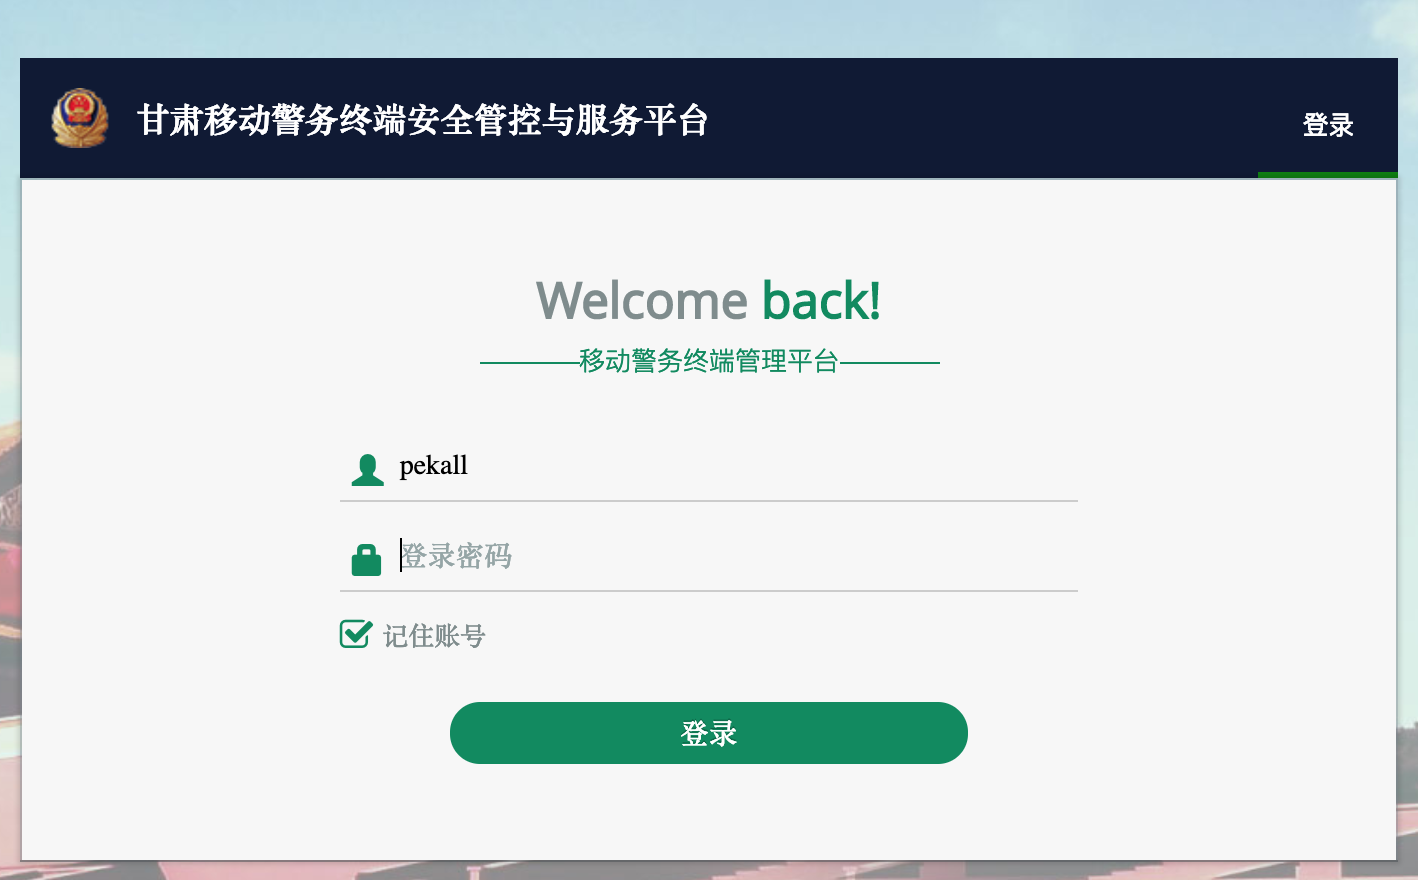 甘肃移动警务终端安全管控与服务平台
登录
Welcome back!
移动警务终端管理平台
pekall
登录密码
记住账号
登录